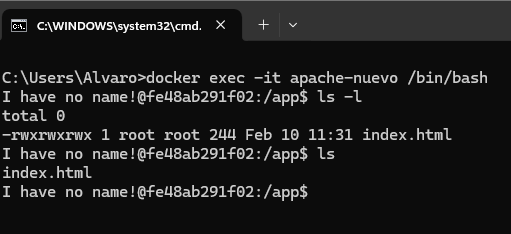 C:\WINDOWS\system32\cmd.
C:\Users\Alvaro>docker exec -it apache-nuevo /bin/bash
I have no name!@fe48ab291f02:/app$ ls -l
total 0
-rwxrwxrwx 1 root root 244 Feb 10 11:31 index.html
I have no name!@fe48ab291f02:/app$ ls
index.html
I have no name!@fe48ab291f02:/app$